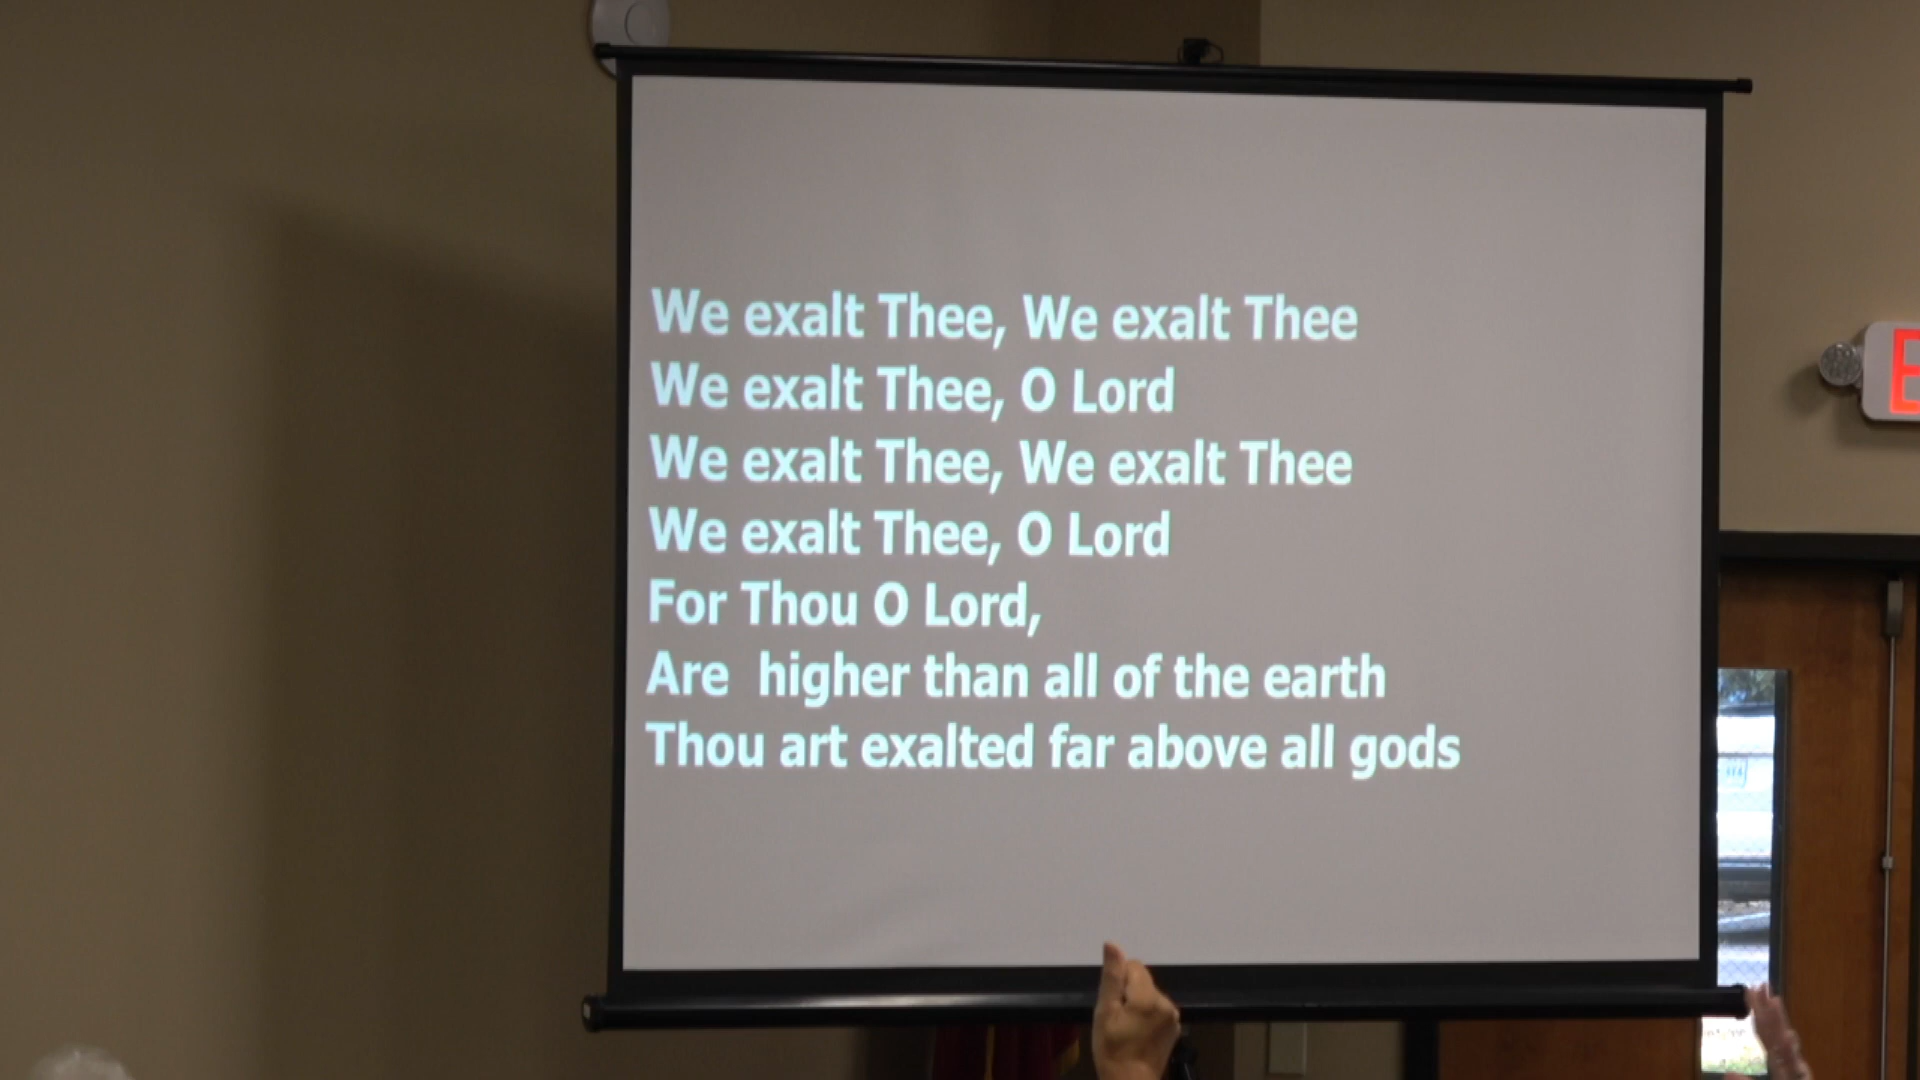 We exalt Thee, We exalt Thee
We exalt Thee, O Lord
We exalt Thee, We exalt Thee
We exalt Thee, O Lord
For Thou O Lord,
Are  higher than all of the earth
Thou art exalted far above all gods
E